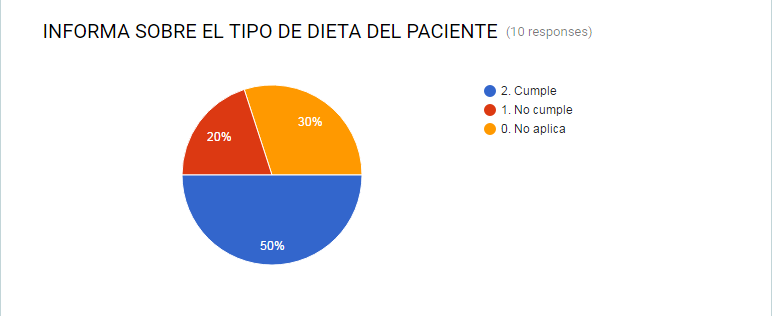 INFORMA SOBRE EL TIPO DE DIETA DEL PACIENTE (10 responses)
2. Cumple
1. No cumple
0. No aplica
30%
20%
50%